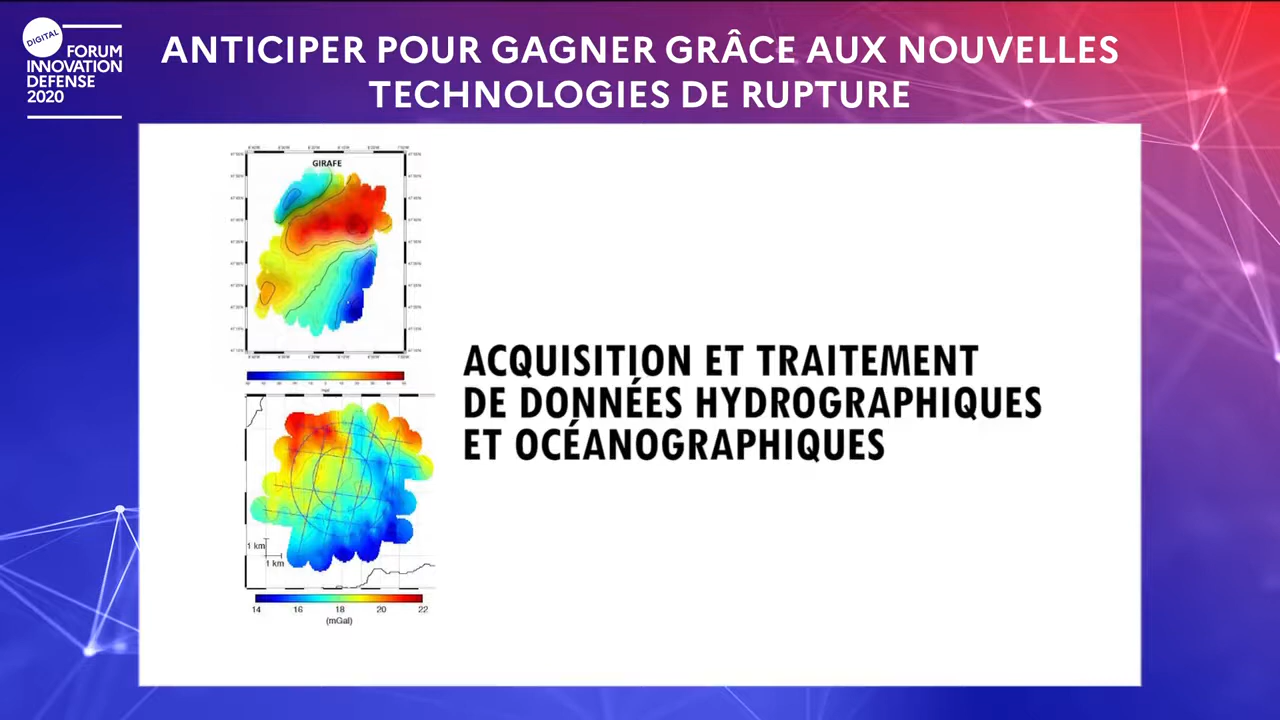 DIGITAL
FORUM
INNOVATION
DEFENSE
2020
ANTICIPER POUR GAGNER GRÂCE AUX NOUVELLES
TECHNOLOGIES DE RUPTURE
GIRAFE
ACQUISITION ET TRAITEMENT
DE DONNÉES HYDROGRAPHIQUES
ET OCÉANOGRAPHIQUES
1 km
1 km
14 16 18 20 22
(mGal)